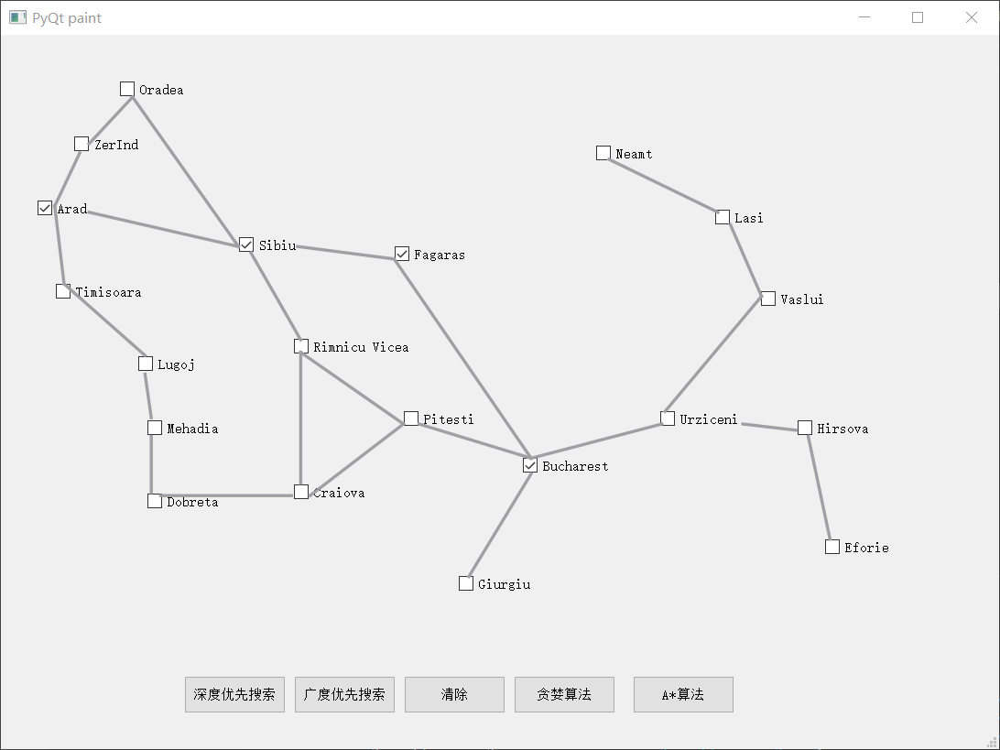 PyQt paint
Oradea
ZerInd
Neamt
Arad
Lasi
Sibiu
Fagaras
Timisoara
Vaslui
Rimnicu Vicea
Lugoj
Pitesti
Urziceni
Mehadia
Hirsova
Bucharest
Craiova
Dobreta
Eforie
Giurgiu
深度优先搜索
广度优先搜索
清除
贪婪算法
A*算法